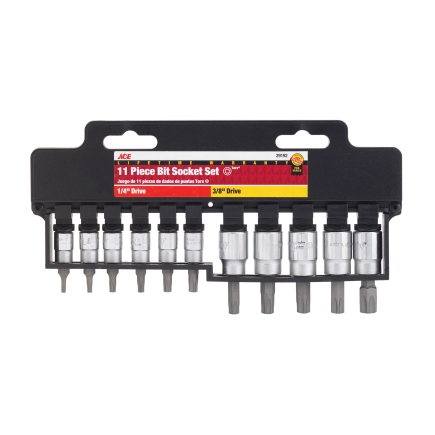 ACE
LIFETIME WARRANTY
29192
11 Piece Bit Socket Set
Juego de 11 piezas de dados de puntas Torx
1/4" Drive
3/8" Drive